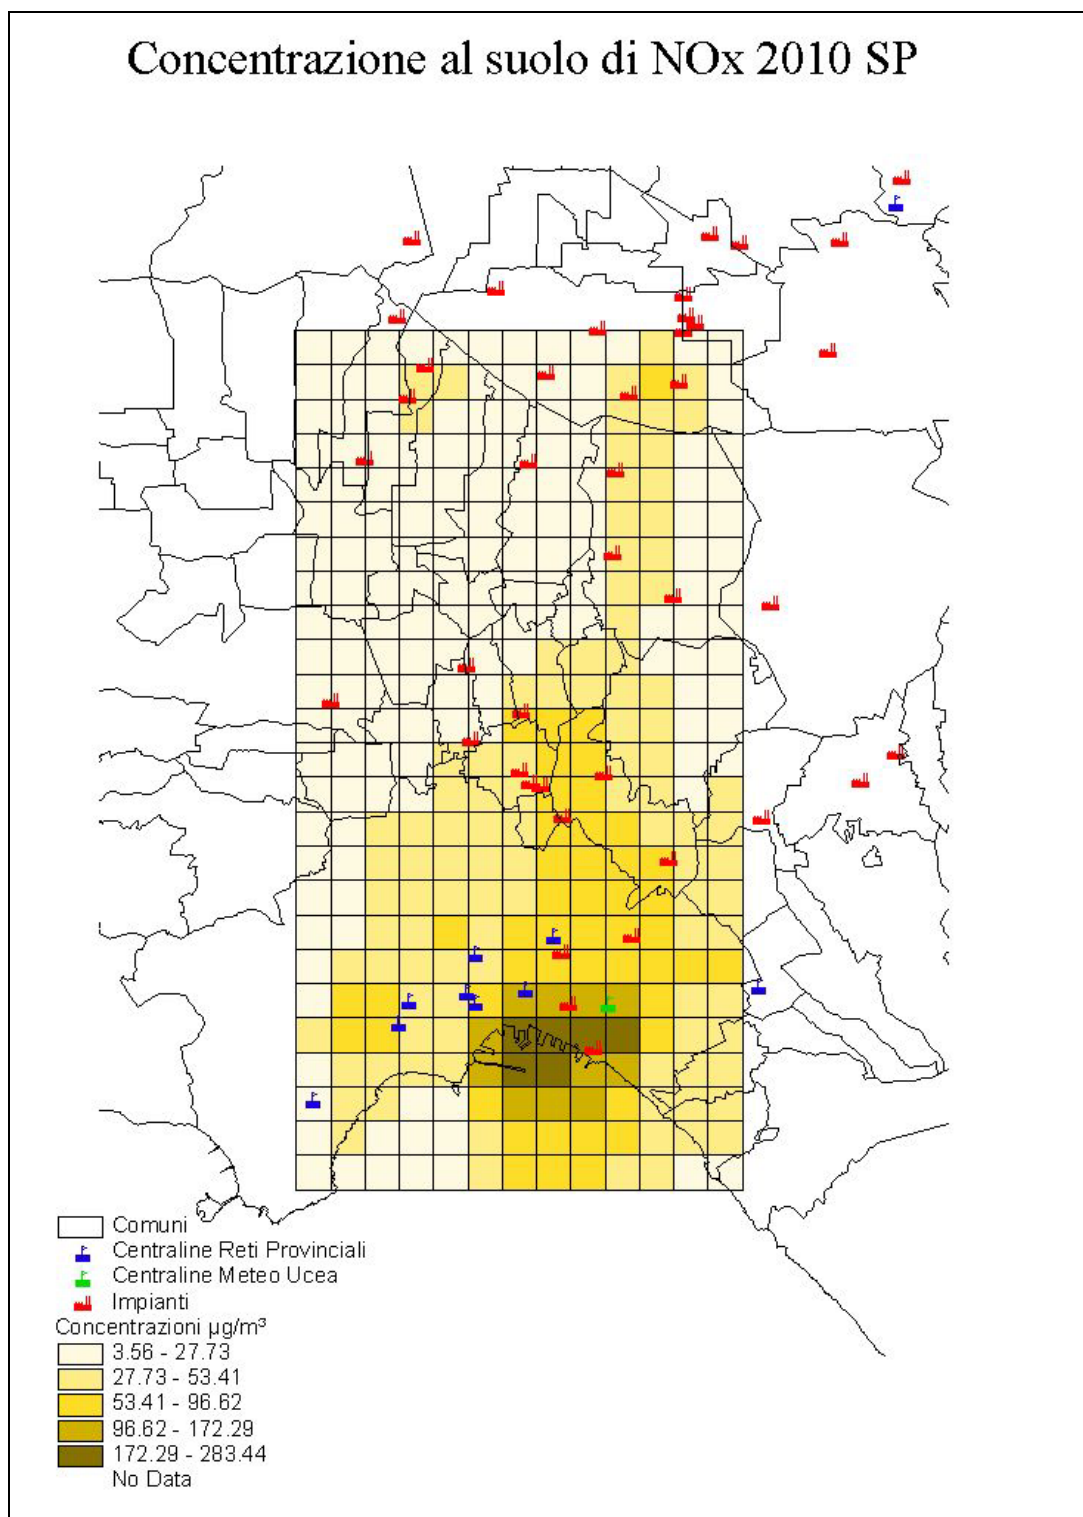 Concentrazione al suolo di NOx 2010 SP
Comuni
Centraline Reti Provinciali
Centraline Meteo Ucea
Impianti
Concentrazioni µg/m³
3.56 - 27.73
27.73 - 53.41
53.41 - 96.62
96.62 - 172.29
172.29 - 283.44
No Data